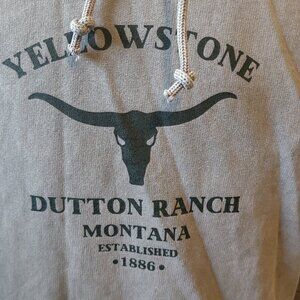 YELLOWSTONE
DUTTON RANCH
MONTANA
ESTABLISHED
•1886•